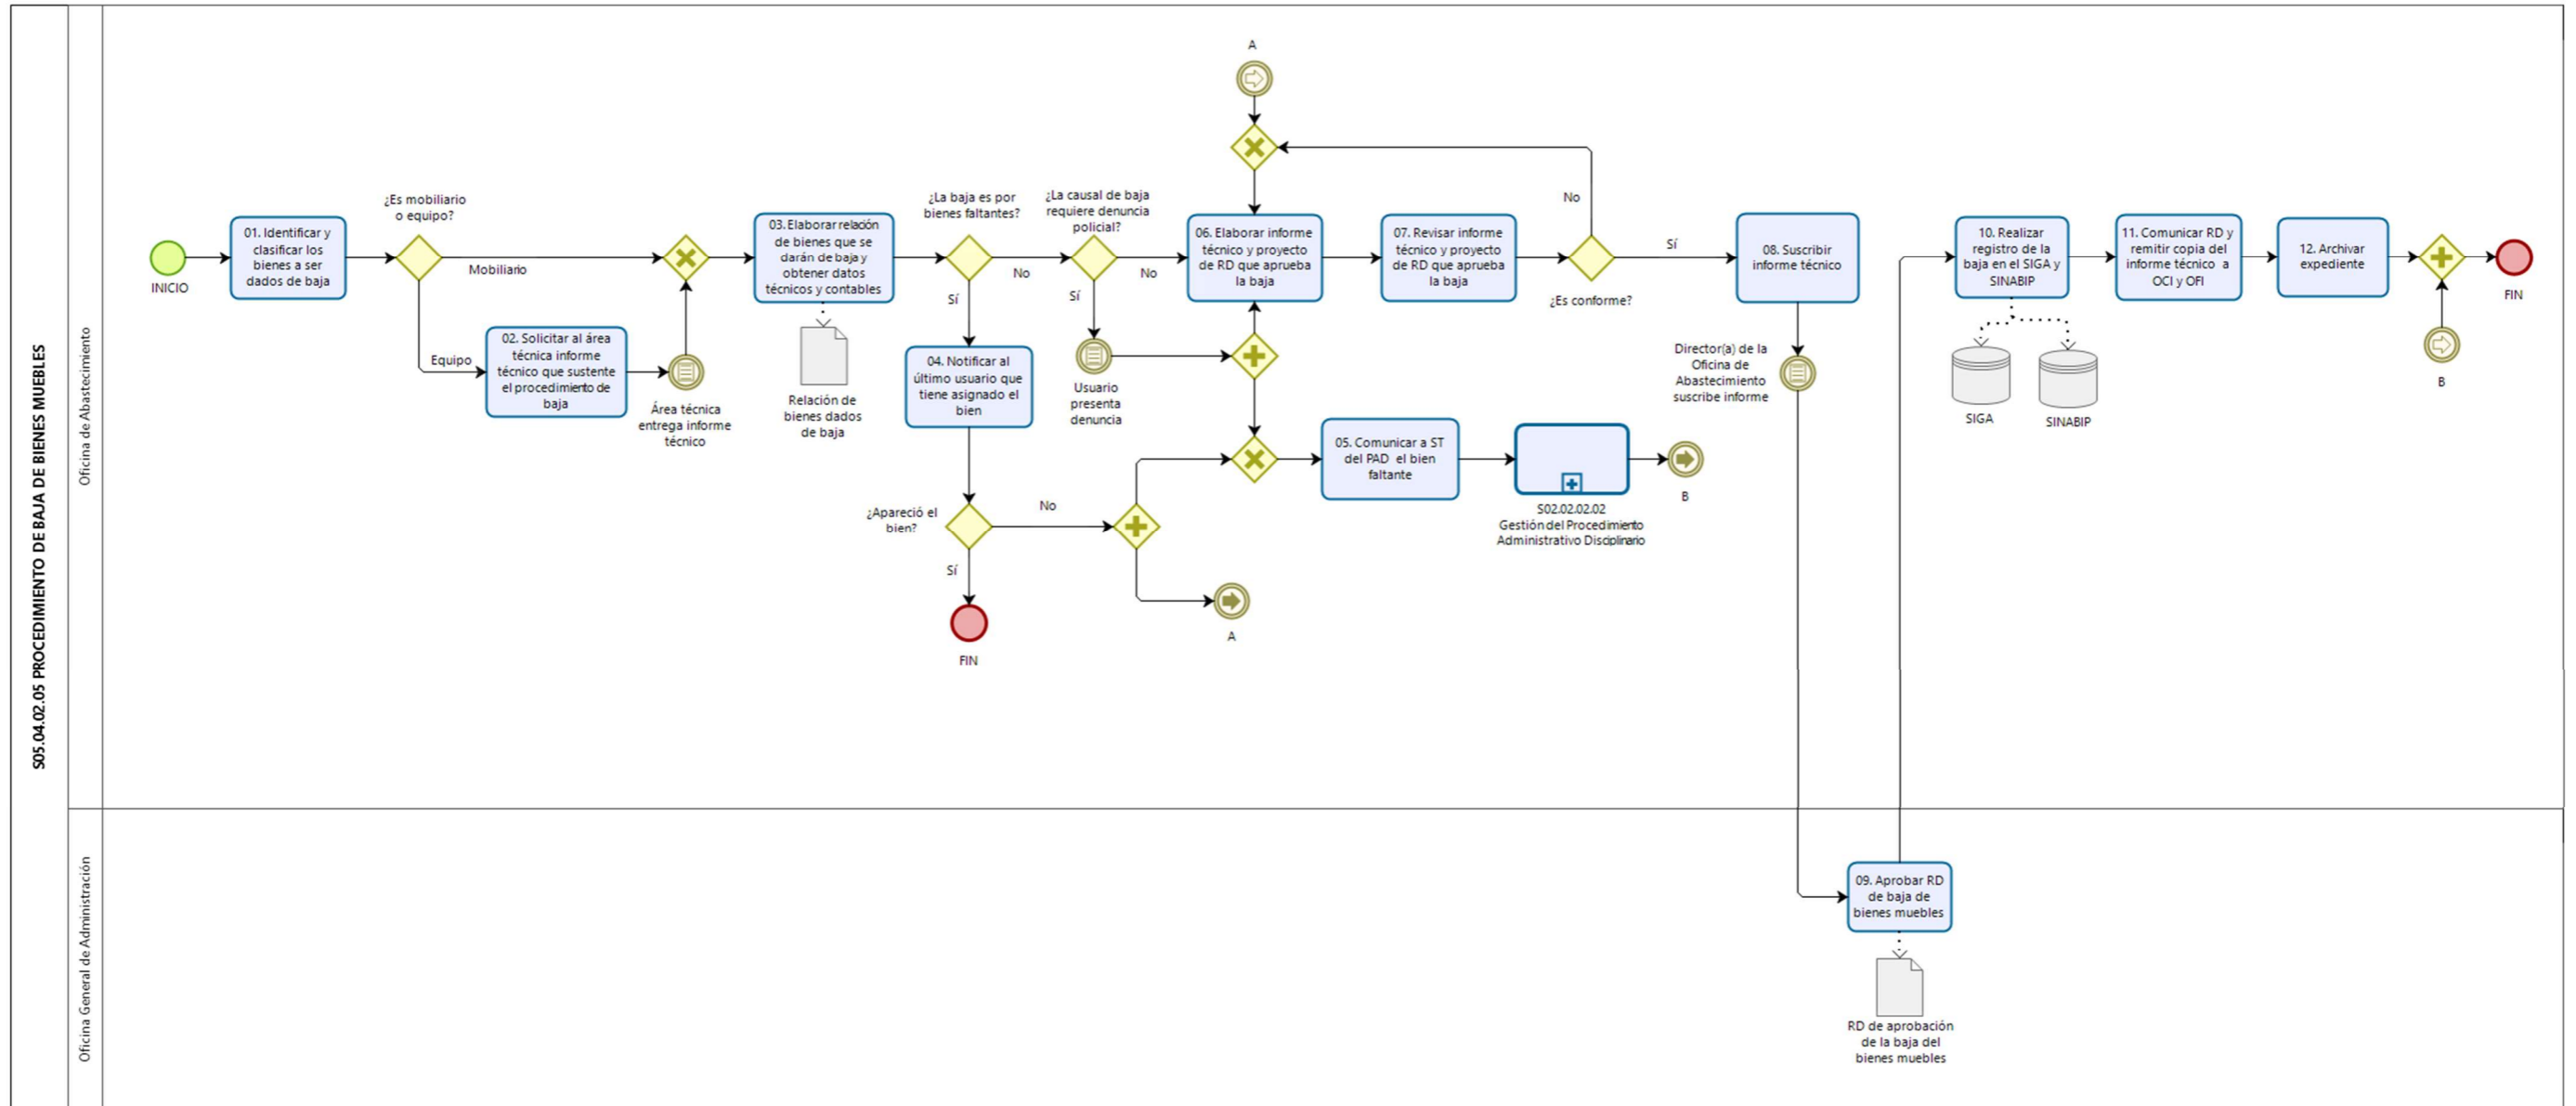 S05.04.02.05 PROCEDIMIENTO DE BAJA DE BIENES MUEBLES
Oficina de Abastecimiento
INICIO
01. Identificar y
clasificar los
bienes a ser
dados de baja
¿Es mobiliario
o equipo?
Mobiliario
Equipo
02. Solicitar al área
técnica informe
técnico que sustente
el procedimiento de
baja
Área técnica
entrega informe
técnico
03. Elaborar relación
de bienes que se
darán de baja y
obtener datos
técnicos y contables
Relación de
bienes dados
de baja
¿La baja es por
bienes faltantes?
No
Sí
04. Notificar al
último usuario que
tiene asignado el
bien
¿Apareció el
bien?
No
Sí
FIN
¿La causal de baja
requiere denuncia
policial?
No
Sí
Usuario
presenta
denuncia
A
06. Elaborar informe
técnico y proyecto
de RD que aprueba
la baja
07. Revisar informe
técnico y proyecto
de RD que aprueba
la baja
No
Sí
¿Es conforme?
05. Comunicar a ST
del PAD el bien
faltante
S02.02.02.02
Gestión del Procedimiento
Administrativo Disciplinario
B
A
08. Suscribir
informe técnico
Director(a) de la
Oficina de
Abastecimiento
suscribe informe
10. Realizar
registro de la
baja en el SIGA y
SINABIP
SIGA
SINABIP
11. Comunicar RD y
remitir copia del
informe técnico a
OCI y OFI
12. Archivar
expediente
B
FIN
Oficina General de Administración
09. Aprobar RD
de baja de
bienes muebles
RD de aprobación
de la baja del
bienes muebles